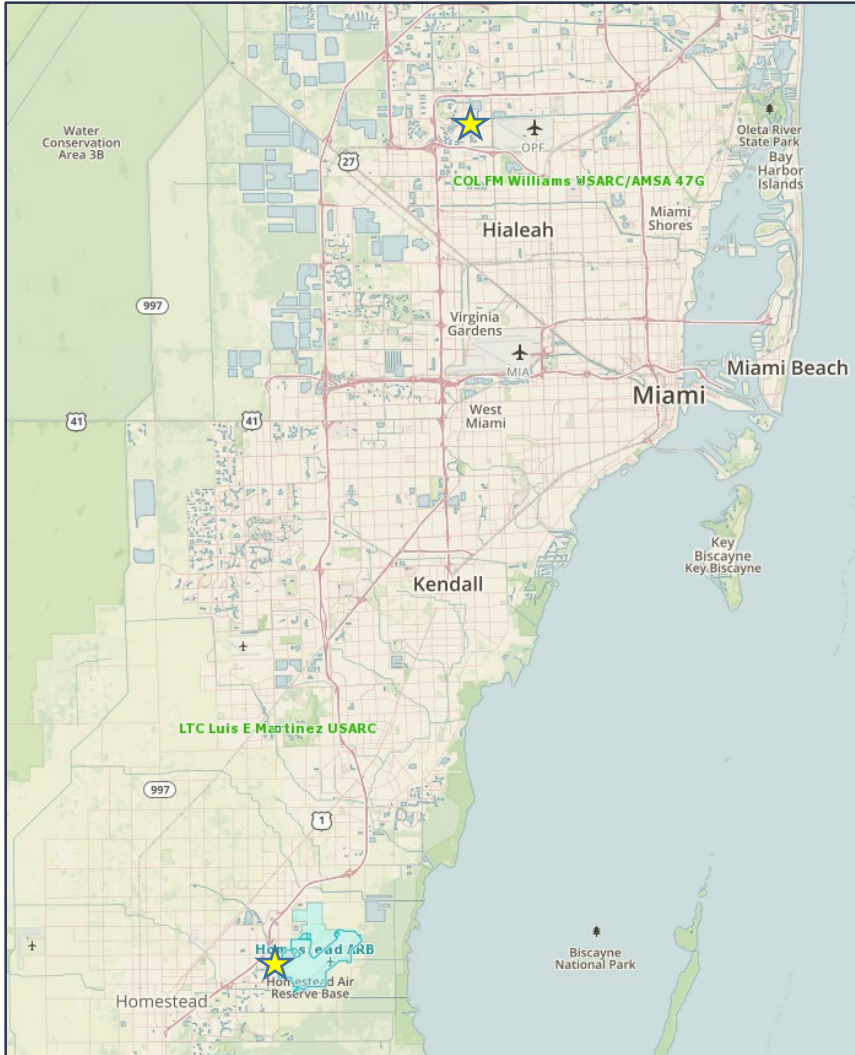 Water
Conservation
Area 3B
27
OPF
Oleta River
State Park
Bay
Harbor
Islands
COL FM Williams USARC/AMSA 47G
Miami
Shores
Hialeah
997
Virginia
Gardens
MIA
Miami Beach
Miami
41
41
West
Miami
Key
Biscayne
Key Biscayne
Kendall
LTC Luis E Martinez USARC
997
1
Homestead ARB
Biscayne
National Park
Homestead Air
Reserve Base
Homestead